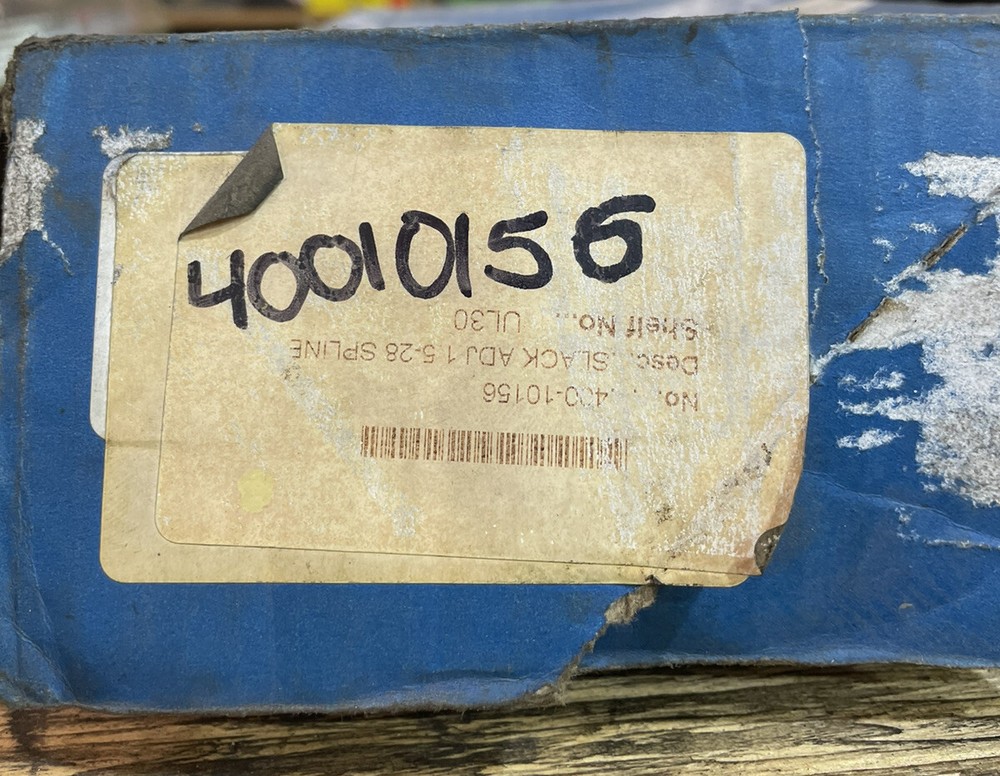 40010156
No. . .400-10156
Desc. .SLACK ADJ 1 5-28 SPLINE
Shelf No... UL30